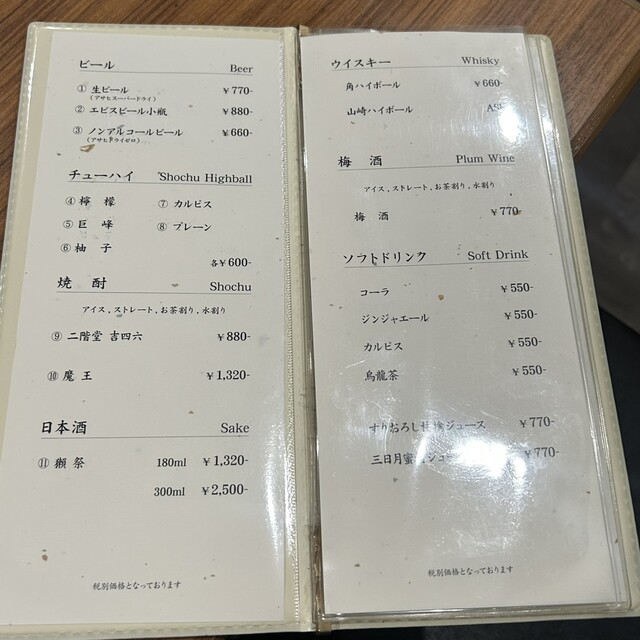 ビール Beer
① 生ビール ￥770-
(アサヒスーパードライ)
② エビスビール小瓶 ￥880-
③ ノンアルコールビール ￥660-
(アサヒドライゼロ)
チューハイ Shochu Highball
④ 檸檬 ⑦ カルピス
⑤ 巨峰 ⑧ プレーン
⑥ 柚子
各￥600-
焼酎 Shochu
アイス、ストレート、お茶割り、水割り
⑨ 二階堂 吉四六 ￥880-
⑩ 魔王 ￥1,320-
日本酒 Sake
⑪ 獺祭 180ml ￥1,320-
300ml ￥2,500-
税別価格となっております
ウイスキー Whisky
角ハイボール ￥660-
山崎ハイボール
梅酒 Plum Wine
アイス、ストレート、お茶割り、水割り
梅酒 ￥770-
ソフトドリンク Soft Drink
コーラ ￥550-
ジンジャエール ￥550-
カルピス ￥550-
烏龍茶 ￥550-
すりおろし ジュース ￥770-
三日月蜜 ジュース ￥770-
税別価格となっております